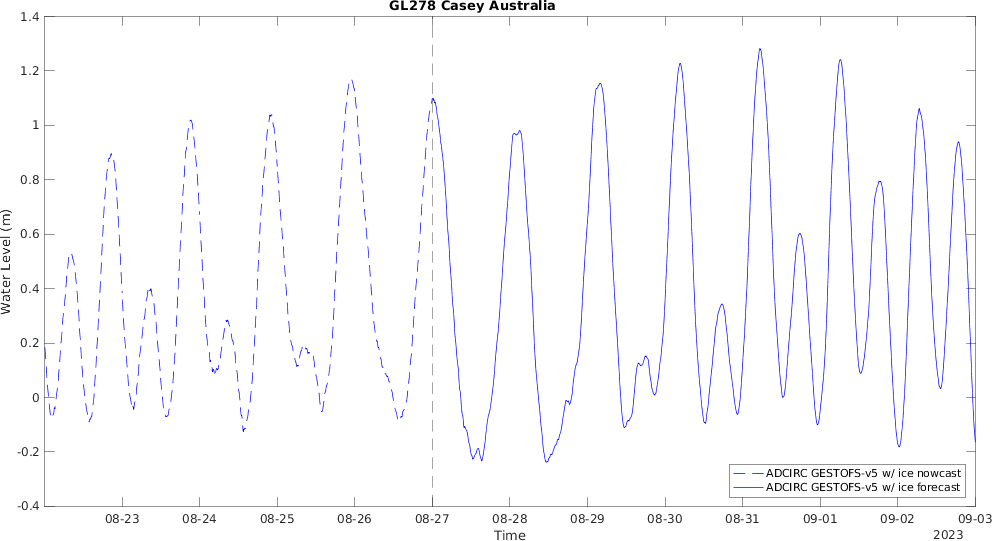 GL278 Casey Australia
1.4
1.2
1
0.8
0.6
0.4
0.2
0
-0.2
-0.4
Water Level (m)
ADCIRC GESTOFS-v5 w/ ice nowcast
ADCIRC GESTOFS-v5 w/ ice forecast
08-23 08-24 08-25 08-26 08-27 08-28 08-29 08-30 08-31 09-01 09-02 09-03
Time
2023